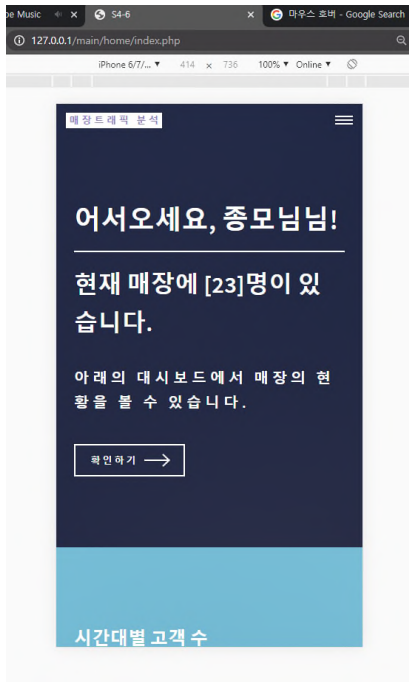 be Music
S4-6
마우스 호버 - Google Search
127.0.0.1/main/home/index.php
iPhone 6/7/... ▼ 414 x 736 100% ▼ Online ▼
매장트래픽 분석
어서오세요, 종모님님!
현재 매장에 [23]명이 있
습니다.
아래의 대시보드에서 매장의 현
황을 볼 수 있습니다.
확인하기
시간대별 고객 수